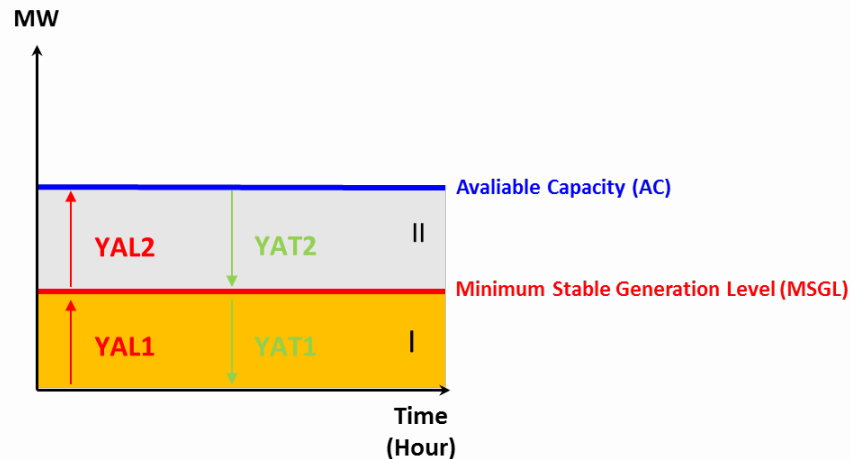 MW
Avaliable Capacity (AC)
II
YAL2
YAT2
Minimum Stable Generation Level (MSGL)
YAL1
YAT1
I
Time
(Hour)